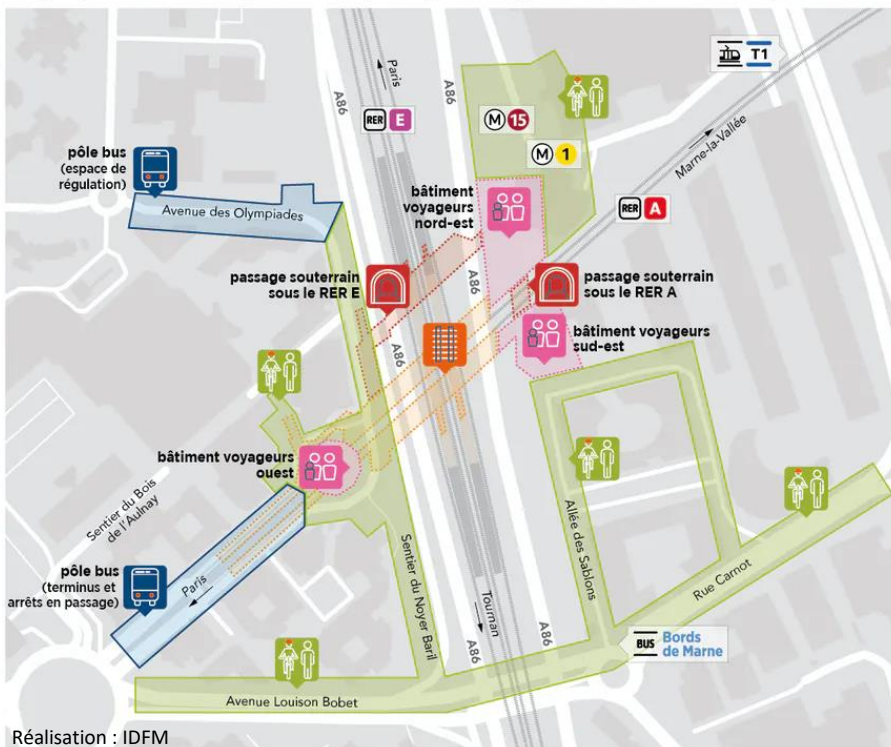 T1
Paris
A86
A86
RER E
M 15
M 1
Marne-la-Vallée
pôle bus
(espace de
régulation)
Avenue des Olympiades
bâtiment
voyageurs
nord-est
RER A
passage souterrain
sous le RER E
A86
passage souterrain
sous le RER A
bâtiment voyageurs
sud-est
A86
bâtiment voyageurs
ouest
Sentier du Bois
de l'Aulnay
pôle bus
(terminus et
arrêts en passage)
Paris
Sentier du Noyer Baril
Tournan
Allée des Sablons
Rue Carnot
A86
A86
BUS Bords
de Marne
Avenue Louison Bobet
Réalisation : IDFM